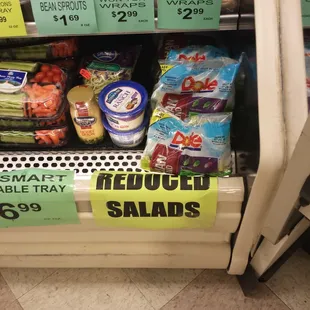 BEAN SPROUTS
$1.69
WRAPS
$2.99
WRAPS
$2.99
RANCH
Dole
Dole
SMART
ABLE TRAY
6.99
REDUCED
SALADS